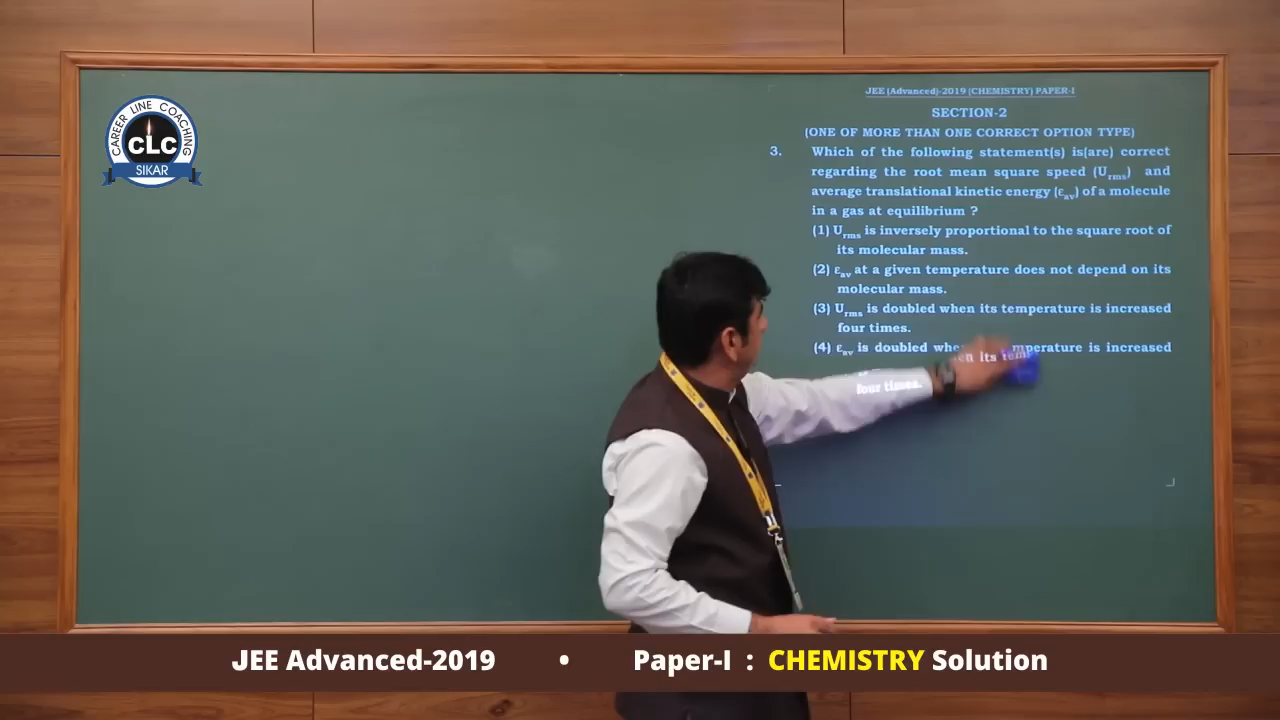 CAREER LINE COACHING
CLC
SIKAR
JEE (Advanced)-2019 (CHEMISTRY) PAPER-I
SECTION-2
(ONE OF MORE THAN ONE CORRECT OPTION TYPE)
3. Which of the following statement(s) is(are) correct
regarding the root mean square speed (Urms) and
average translational kinetic energy (εav) of a molecule
in a gas at equilibrium ?
(1) Urms is inversely proportional to the square root of
its molecular mass.
(2) εav at a given temperature does not depend on its
molecular mass.
(3) Urms is doubled when its temperature is increased
four times.
(4) εav is doubled when its temperature is increased
four times.
JEE Advanced-2019 • Paper-I : CHEMISTRY Solution